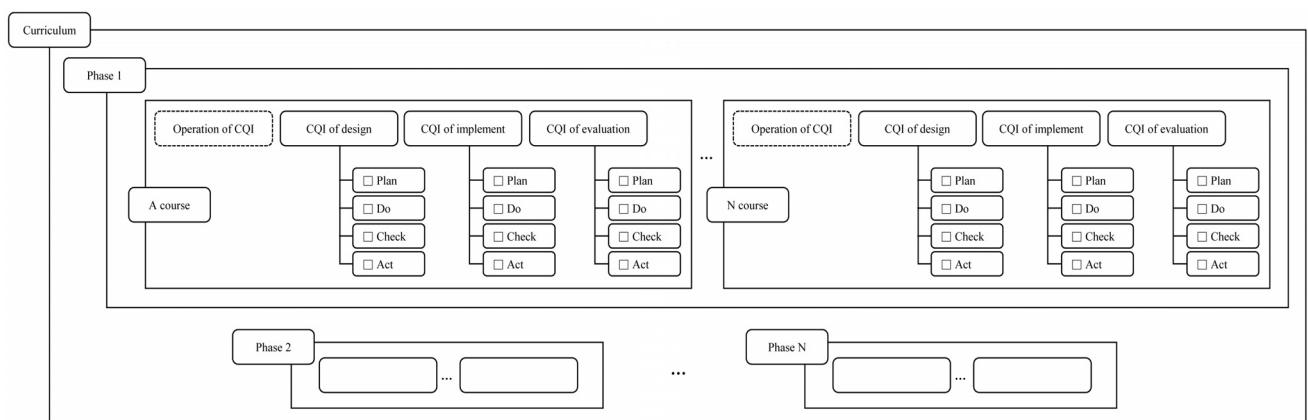 Curriculum
Phase 1
Operation of CQI
CQI of design
CQI of implement
CQI of evaluation
☐ Plan
☐ Plan
☐ Plan
A course
☐ Do
☐ Do
☐ Do
☐ Check
☐ Check
☐ Check
☐ Act
☐ Act
☐ Act
...
Operation of CQI
CQI of design
CQI of implement
CQI of evaluation
☐ Plan
☐ Plan
☐ Plan
N course
☐ Do
☐ Do
☐ Do
☐ Check
☐ Check
☐ Check
☐ Act
☐ Act
☐ Act
Phase 2
...
...
Phase N
...